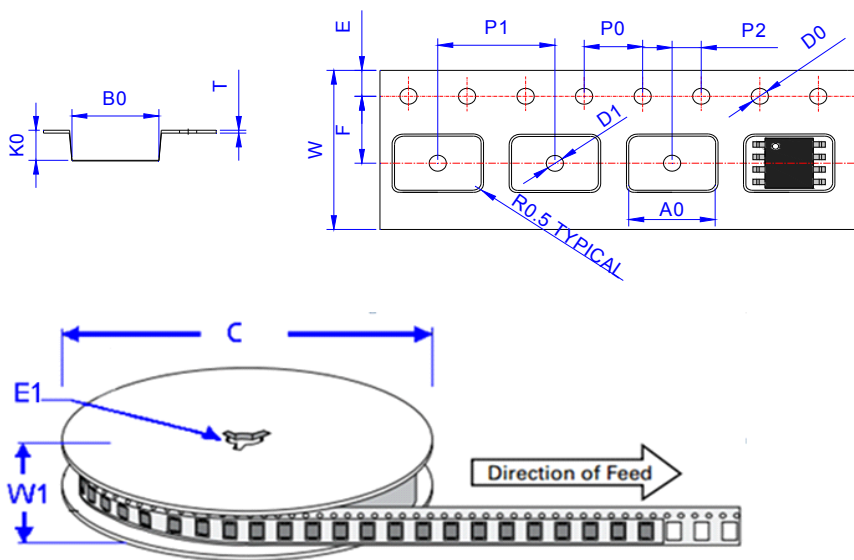 E
P1
P0
P2
D0
T
B0
K0
W
F
D1
A0
R0.5 TYPICAL
C
E1
W1
Direction of Feed